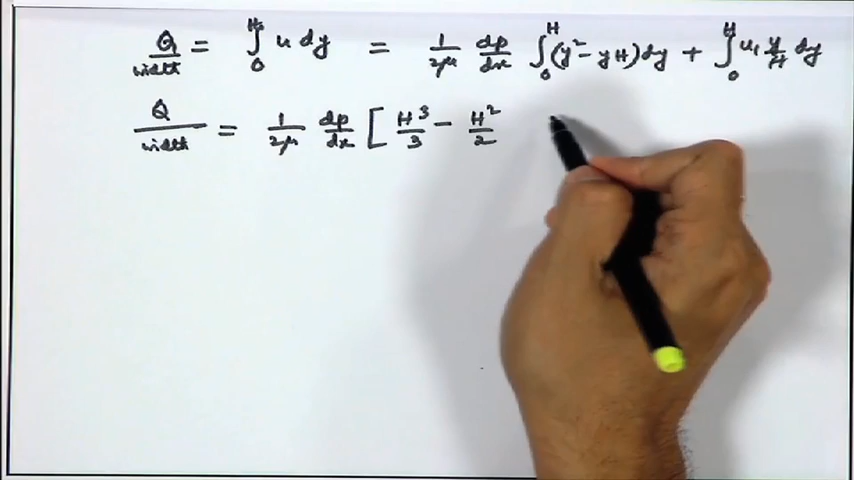 Q/width = ∫₀ᴴ u dy = 1/2μ dp/dx ∫₀ᴴ (y² - yH) dy + ∫₀ᴴ u₁ y/H dy
Q/width = 1/2μ dp/dx [ H³/3 - H²/2